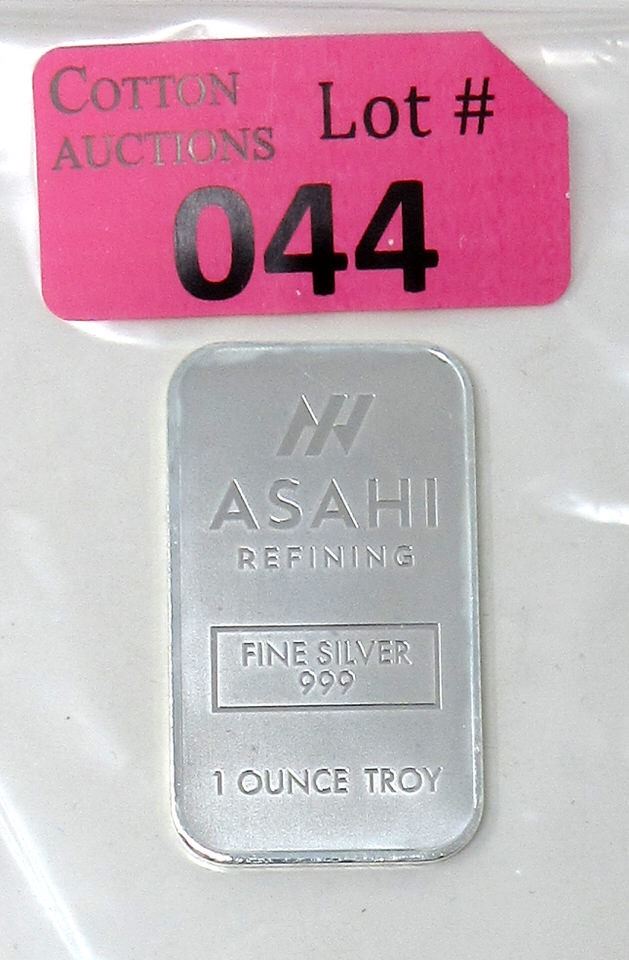 COTTON
AUCTIONS
Lot #
044
ASAHI
REFINING
FINE SILVER
999
1 OUNCE TROY